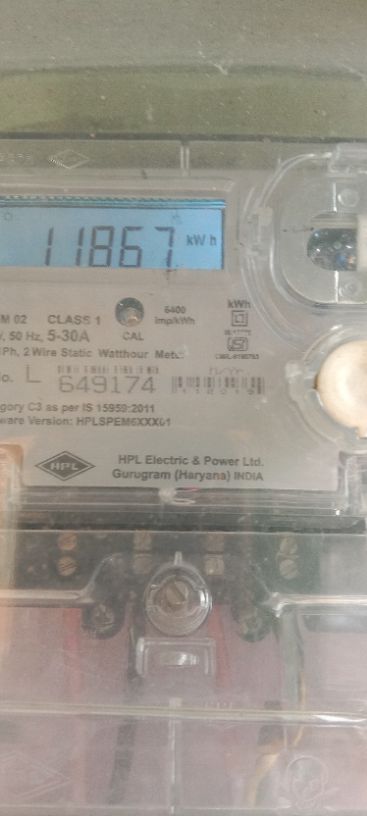 11867 kWh
6400
imp/kWh
kWh
M 02 CLASS 1
V, 50 Hz, 5-30A
CAL
Ph, 2 Wire Static Watthour Meter
o. L 649174
gory C3 as per IS 15959:2011
ware Version: HPLSPEM6XXX01
HPL
HPL Electric & Power Ltd.
Gurugram (Haryana) INDIA